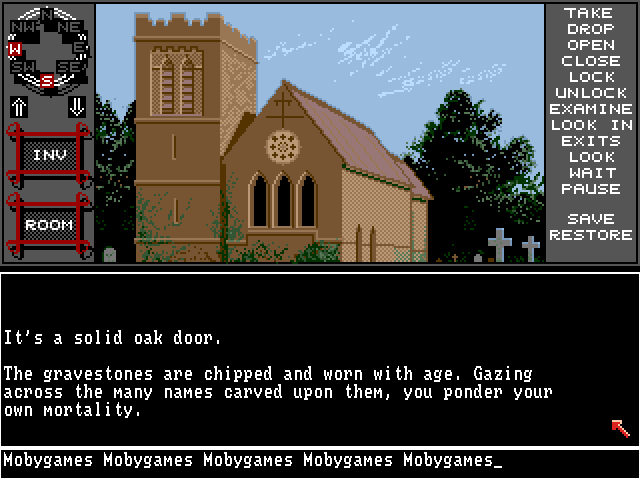 N
NW NE
W E
SW SE
S
INV
ROOM
TAKE
DROP
OPEN
CLOSE
LOCK
UNLOCK
EXAMINE
LOOK IN
EXITS
LOOK
WAIT
PAUSE
SAVE
RESTORE
It's a solid oak door.
The gravestones are chipped and worn with age. Gazing
across the many names carved upon them, you ponder your
own mortality.
Mobygames Mobygames Mobygames Mobygames Mobygames_